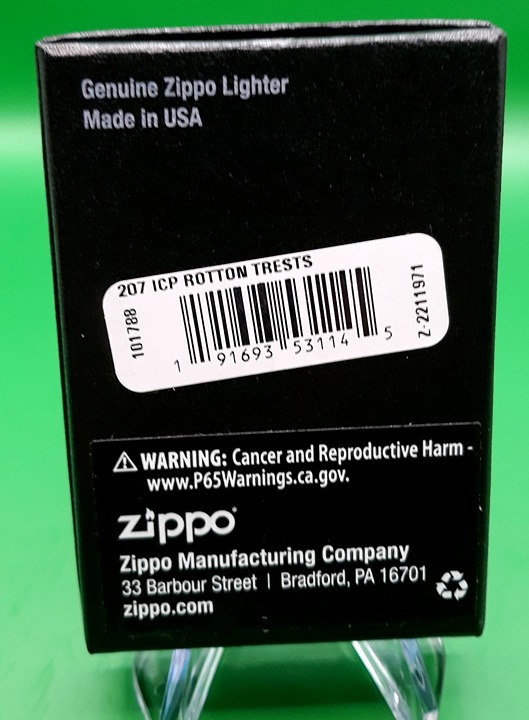 Genuine Zippo Lighter
Made in USA
207 ICP ROTTON TRESTS
101788
1 91693 53114 5
Z-2211971
WARNING: Cancer and Reproductive Harm -
www.P65Warnings.ca.gov.
zippo
Zippo Manufacturing Company
33 Barbour Street | Bradford, PA 16701
zippo.com